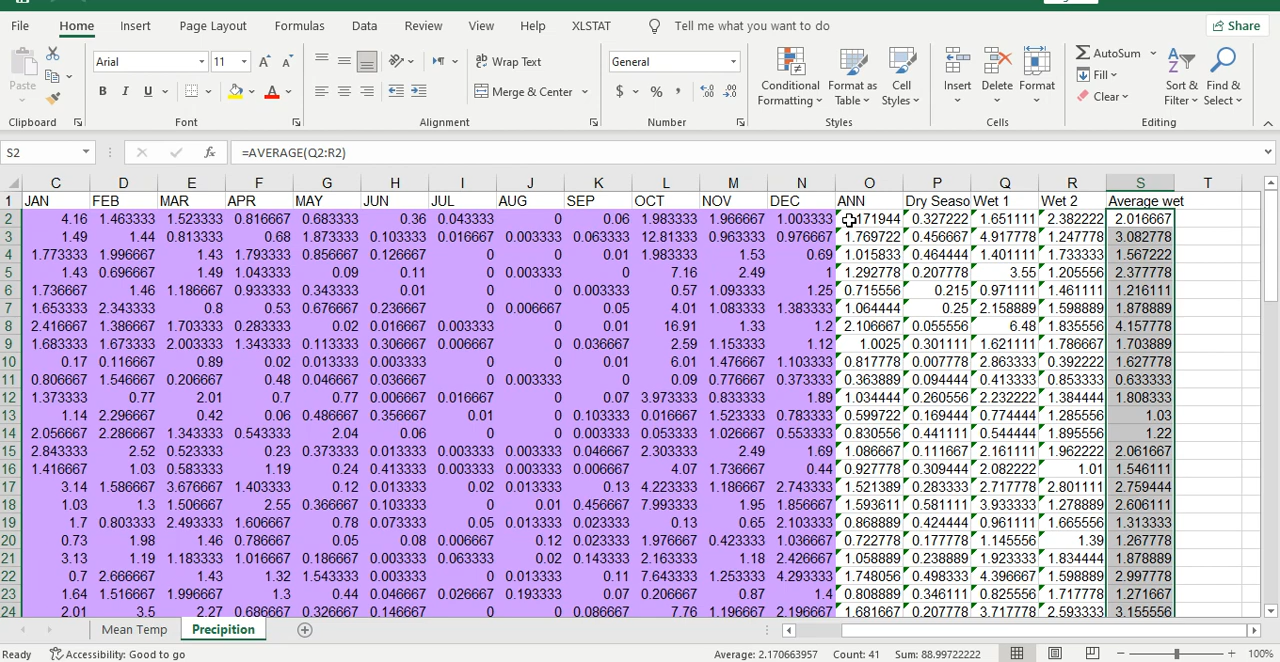 File Home Insert Page Layout Formulas Data Review View Help XLSTAT Tell me what you want to do Share
Arial 11 Wrap Text General Conditional Formatting Format as Table Cell Styles Insert Delete Format AutoSum Fill Clear Sort & Filter Find & Select
Paste B I U A Merge & Center $ % ,
Clipboard Font Alignment Number Styles Cells Editing
S2 fx =AVERAGE(Q2:R2)
C D E F G H I J K L M N O P Q R S T
1 JAN FEB MAR APR MAY JUN JUL AUG SEP OCT NOV DEC ANN Dry Seaso Wet 1 Wet 2 Average wet
2 4.16 1.463333 1.523333 0.816667 0.683333 0.36 0.043333 0 0.06 1.983333 1.966667 1.003333 171944 0.327222 1.651111 2.382222 2.016667
3 1.49 1.44 0.813333 0.68 1.873333 0.103333 0.016667 0.003333 0.063333 12.81333 0.963333 0.976667 1.769722 0.456667 4.917778 1.247778 3.082778
4 1.773333 1.996667 1.43 1.793333 0.856667 0.126667 0 0 0.01 1.983333 1.53 0.69 1.015833 0.464444 1.401111 1.733333 1.567222
5 1.43 0.696667 1.49 1.043333 0.09 0.11 0 0.003333 0 7.16 2.49 1 1.292778 0.207778 3.55 1.205556 2.377778
6 1.736667 1.46 1.186667 0.933333 0.343333 0.01 0 0 0.003333 0.57 1.093333 1.25 0.715556 0.215 0.971111 1.461111 1.216111
7 1.653333 2.343333 0.8 0.53 0.676667 0.236667 0 0.006667 0.05 4.01 1.083333 1.383333 1.064444 0.25 2.158889 1.598889 1.878889
8 2.416667 1.386667 1.703333 0.283333 0.02 0.016667 0.003333 0 0.01 16.91 1.33 1.2 2.106667 0.055556 6.48 1.835556 4.157778
9 1.683333 1.673333 2.003333 1.343333 0.113333 0.306667 0.006667 0 0.036667 2.59 1.153333 1.12 1.0025 0.301111 1.621111 1.786667 1.703889
10 0.17 0.116667 0.89 0.02 0.013333 0.003333 0 0 0.01 6.01 1.476667 1.103333 0.817778 0.007778 2.863333 0.392222 1.627778
11 0.806667 1.546667 0.206667 0.48 0.046667 0.036667 0 0.003333 0 0.09 0.776667 0.373333 0.363889 0.094444 0.413333 0.853333 0.633333
12 1.373333 0.77 2.01 0.7 0.77 0.006667 0.016667 0 0.07 3.973333 0.833333 1.89 1.034444 0.260556 2.232222 1.384444 1.808333
13 1.14 2.296667 0.42 0.06 0.486667 0.356667 0.01 0 0.103333 0.016667 1.523333 0.783333 0.599722 0.169444 0.774444 1.285556 1.03
14 2.056667 2.286667 1.343333 0.543333 2.04 0.06 0 0 0.003333 0.053333 1.026667 0.553333 0.830556 0.441111 0.544444 1.895556 1.22
15 2.843333 2.52 0.523333 0.23 0.373333 0.013333 0.003333 0.003333 0.046667 2.303333 2.49 1.69 1.086667 0.111667 2.161111 1.962222 2.061667
16 1.416667 1.03 0.583333 1.19 0.24 0.413333 0.003333 0.003333 0.006667 4.07 1.736667 0.44 0.927778 0.309444 2.082222 1.01 1.546111
17 3.14 1.586667 3.676667 1.403333 0.12 0.013333 0.02 0.013333 0.13 4.223333 1.186667 2.743333 1.521389 0.283333 2.717778 2.801111 2.759444
18 1.03 1.3 1.506667 2.55 0.366667 0.103333 0 0.01 0.456667 7.993333 1.95 1.856667 1.593611 0.581111 3.933333 1.278889 2.606111
19 1.7 0.803333 2.493333 1.606667 0.78 0.073333 0.05 0.013333 0.023333 0.13 0.65 2.103333 0.868889 0.424444 0.961111 1.665556 1.313333
20 0.73 1.98 1.46 0.786667 0.05 0.08 0.006667 0.12 0.023333 1.976667 0.423333 1.036667 0.722778 0.177778 1.145556 1.39 1.267778
21 3.13 1.19 1.183333 1.016667 0.186667 0.003333 0.063333 0.02 0.143333 2.163333 1.18 2.426667 1.058889 0.238889 1.923333 1.834444 1.878889
22 0.7 2.666667 1.43 1.32 1.543333 0.003333 0 0.013333 0.11 7.643333 1.253333 4.293333 1.748056 0.498333 4.396667 1.598889 2.997778
23 1.64 1.516667 1.996667 1.3 0.44 0.046667 0.026667 0.193333 0.07 0.206667 0.87 1.4 0.808889 0.346111 0.825556 1.717778 1.271667
24 2.01 3.5 2.27 0.686667 0.326667 0.146667 0 0 0.086667 7.76 1.196667 2.196667 1.681667 0.207778 3.717778 2.593333 3.155556
Mean Temp Precipition
Ready Accessibility: Good to go Average: 2.170663957 Count: 41 Sum: 88.99722222 100%